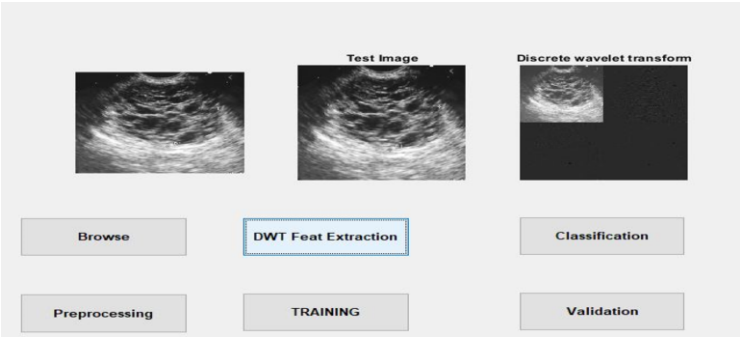 Test Image
Discrete wavelet transform
Browse
DWT Feat Extraction
Classification
Preprocessing
TRAINING
Validation